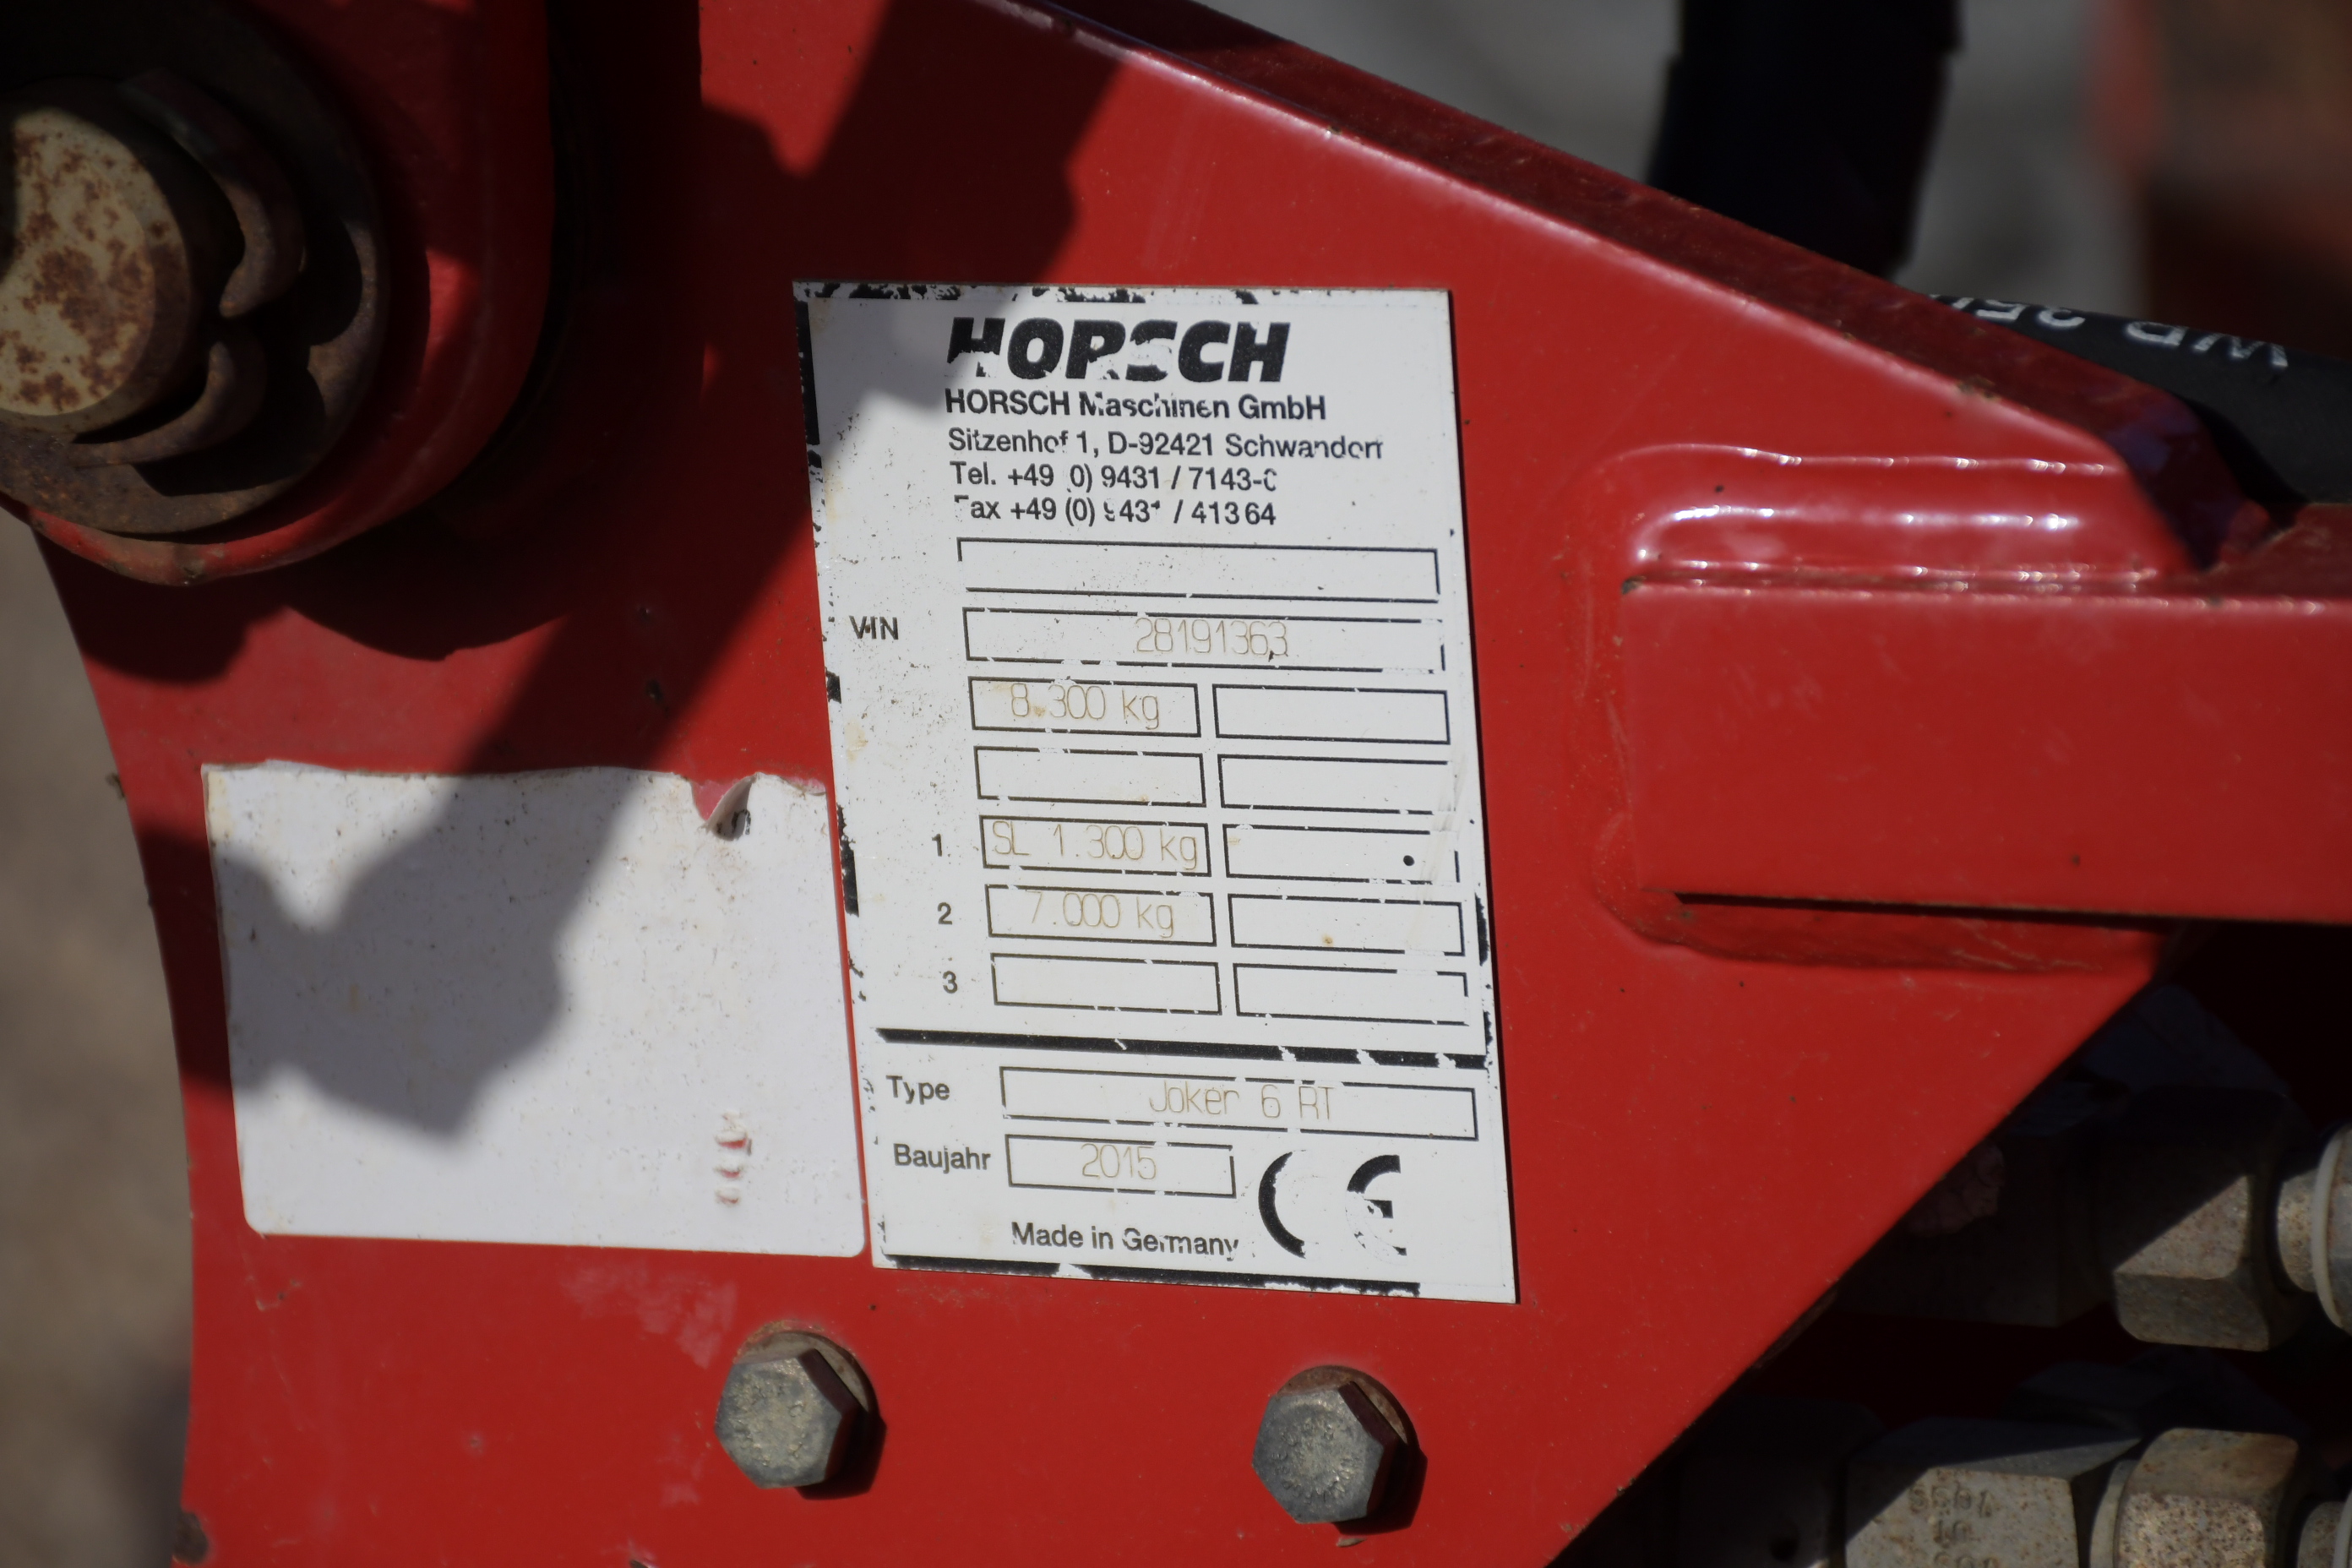 HORSCH
HORSCH Maschinen GmbH
Sitzenhof 1, D-92421 Schwandorf
Tel. +49 (0) 9431 / 7143-0
Fax +49 (0) 9431 / 41364
VIN 28191363
8.300 kg
1 SL 1.300 kg
2 7.000 kg
3
Type Joker 6 RT
Baujahr 2015
CE
Made in Germany